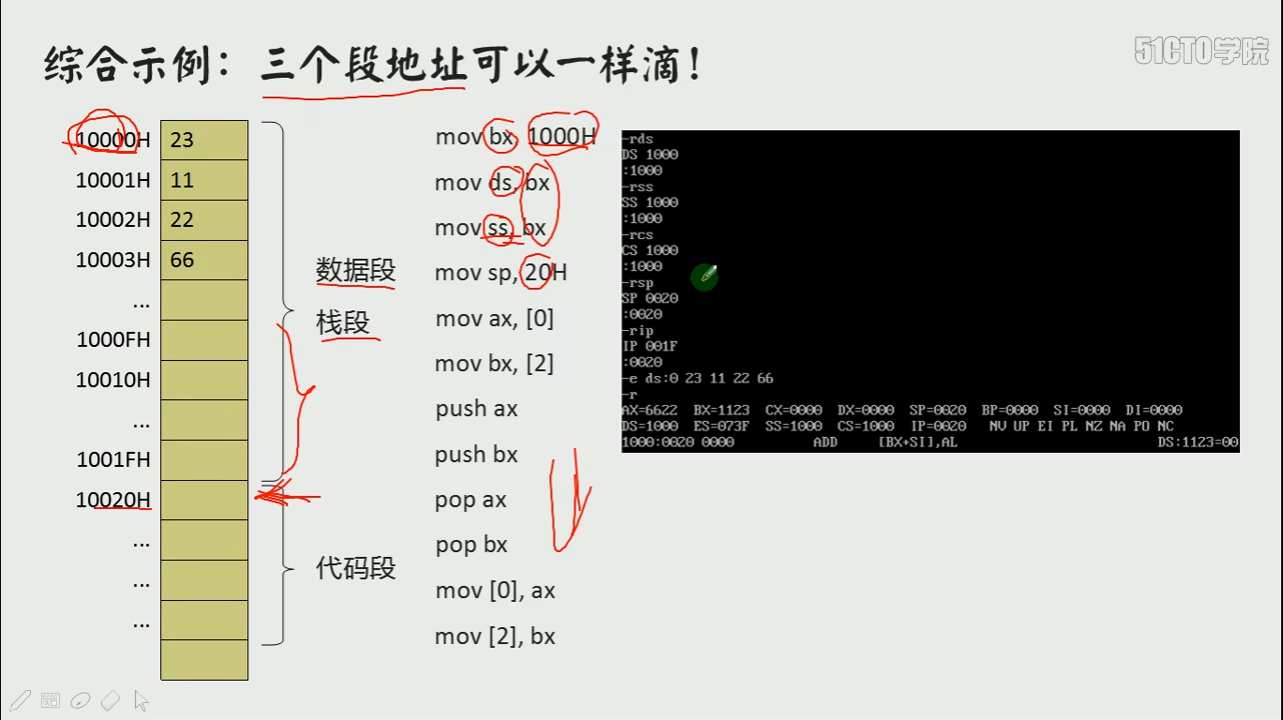 综合示例：三个段地址可以一样滴！
51CTO学院
10000H 23
10001H 11
10002H 22
10003H 66
...
1000FH
10010H
...
1001FH
10020H
...
...
...
数据段
栈段
代码段
mov bx, 1000H
mov ds, bx
mov ss, bx
mov sp, 20H
mov ax, [0]
mov bx, [2]
push ax
push bx
pop ax
pop bx
mov [0], ax
mov [2], bx
-rds
DS 1000
:1000
-rss
SS 1000
:1000
-rcs
CS 1000
:1000
-rsp
SP 0020
:0020
-rip
IP 001F
:0020
-e ds:0 23 11 22 66
-r
AX=6622 BX=1123 CX=0000 DX=0000 SP=0020 BP=0000 SI=0000 DI=0000
DS=1000 ES=073F SS=1000 CS=1000 IP=0020 NV UP EI PL NZ NA PO NC
1000:0020 0000 ADD [BX+SI],AL DS:1123=00